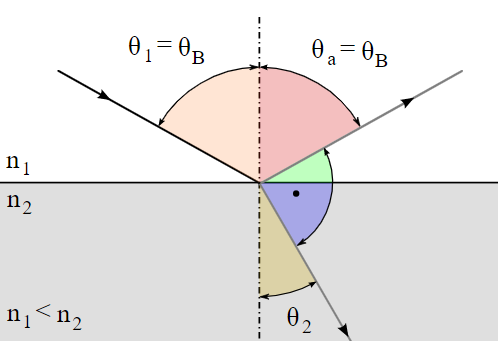 θ1 = θB
θa = θB
n1
n2
n1 < n2
θ2